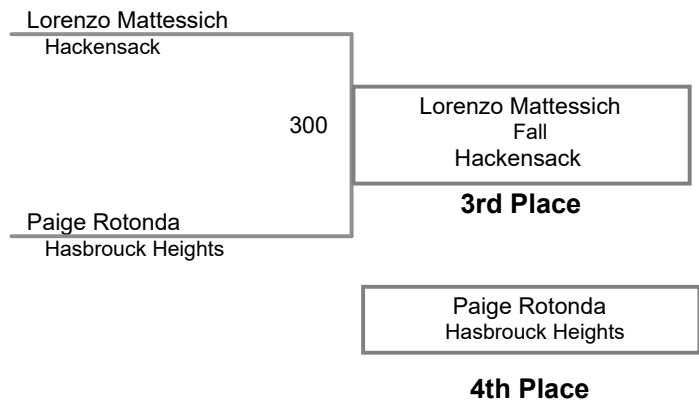 Lorenzo Mattessich
Hackensack
300
Lorenzo Mattessich
Fall
Hackensack
3rd Place
Paige Rotonda
Hasbrouck Heights
Paige Rotonda
Hasbrouck Heights
4th Place